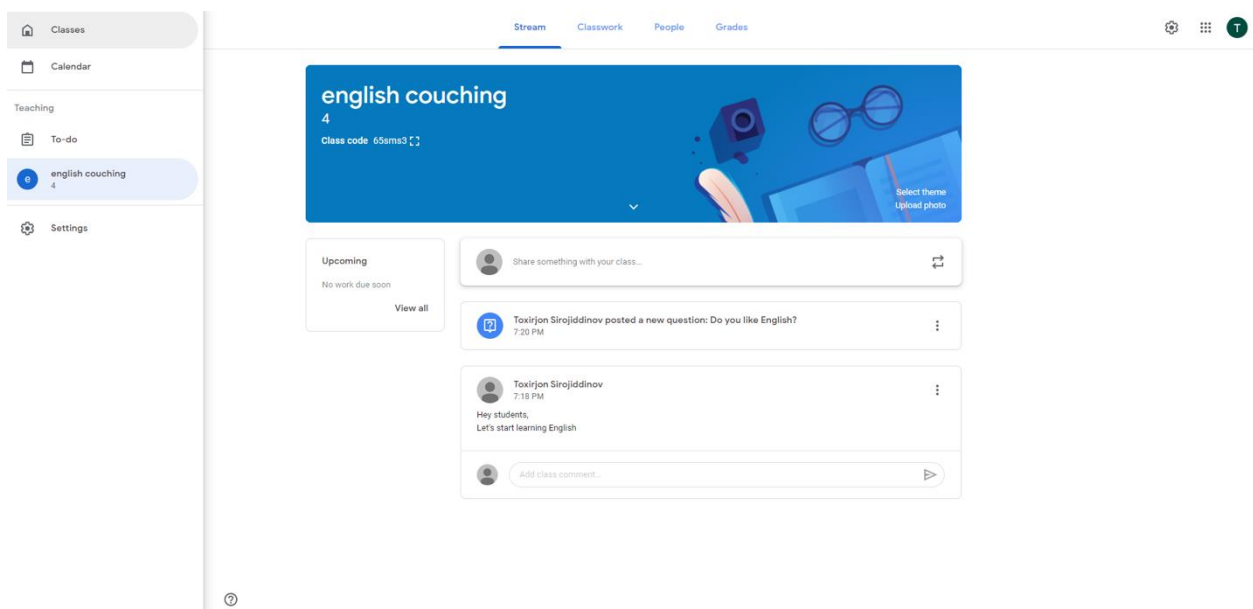 Classes
Calendar
Teaching
To-do
e
english couching
4
Settings
Stream Classwork People Grades
T
english couching
4
Class code 65sms3
Select theme
Upload photo
Upcoming
No work due soon
View all
Share something with your class...
Toxirjon Sirojiddinov posted a new question: Do you like English?
7:20 PM
Toxirjon Sirojiddinov
7:18 PM
Hey students,
Let's start learning English
Add class comment...